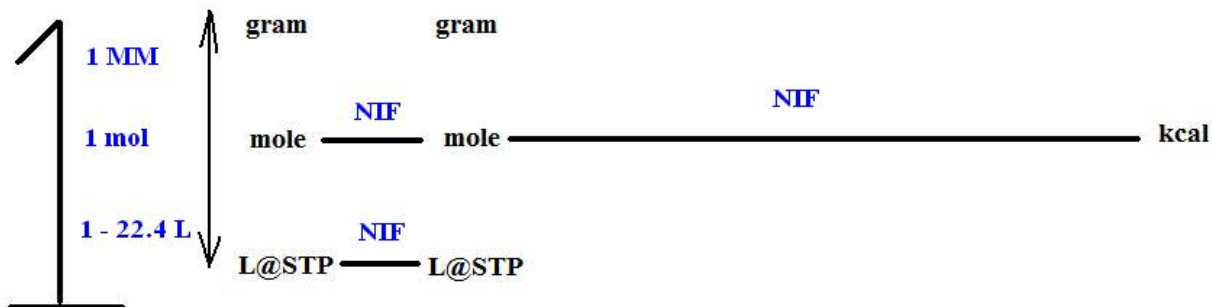 gram gram
1 MM
NIF NIF
1 mol mole mole kcal
1 - 22.4 L NIF
L@STP L@STP